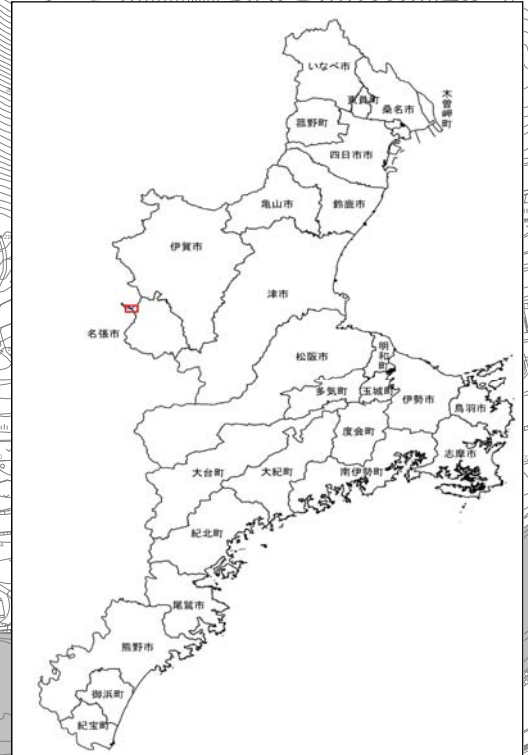 いなべ市
東員町
桑名市
木曽岬町
菰野町
四日市市
亀山市
鈴鹿市
伊賀市
津市
名張市
松阪市
明和町
多気町
玉城町
伊勢市
鳥羽市
度会町
志摩市
大台町
大紀町
南伊勢町
紀北町
尾鷲市
熊野市
御浜町
紀宝町